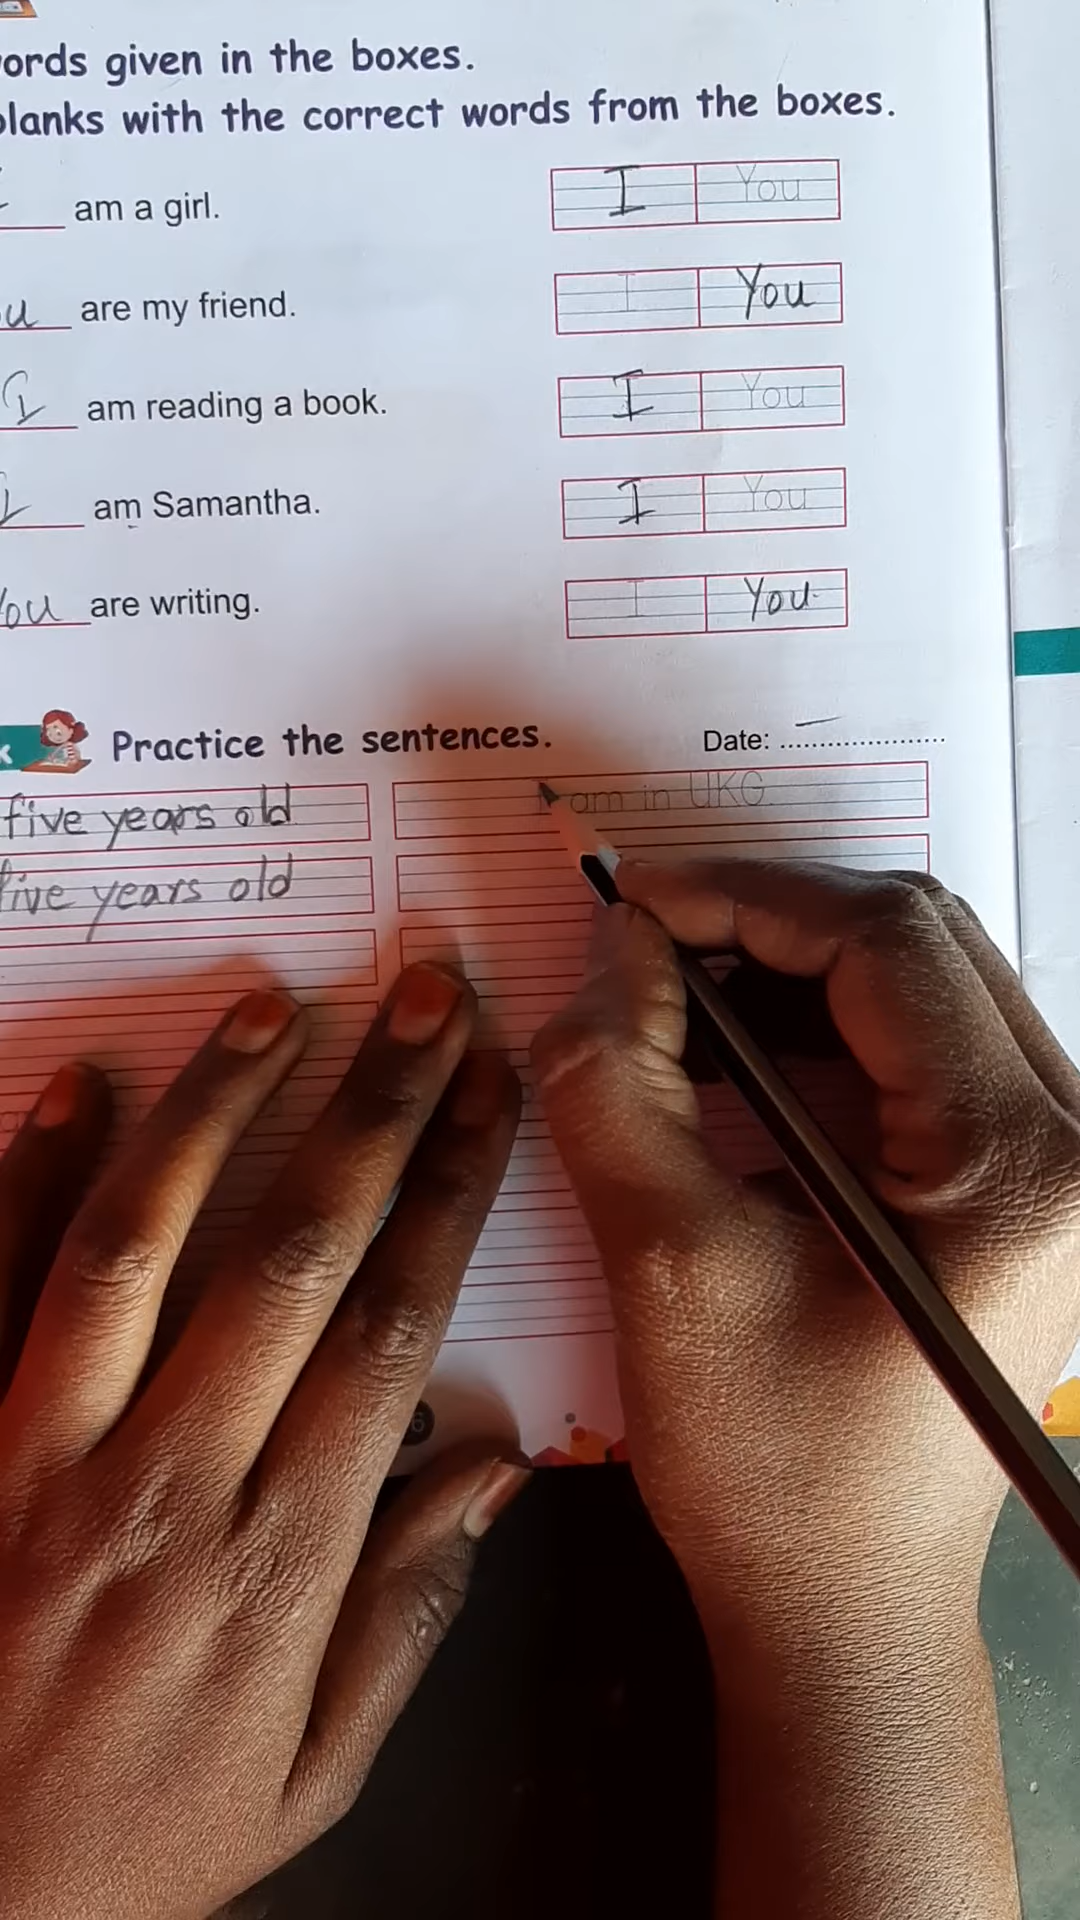 ords given in the boxes.
lanks with the correct words from the boxes.
am a girl. I You
u are my friend. I You
I am reading a book. I You
I am Samantha. I You
You are writing. I You
Practice the sentences. Date:
five years old I am in UKG
five years old
6